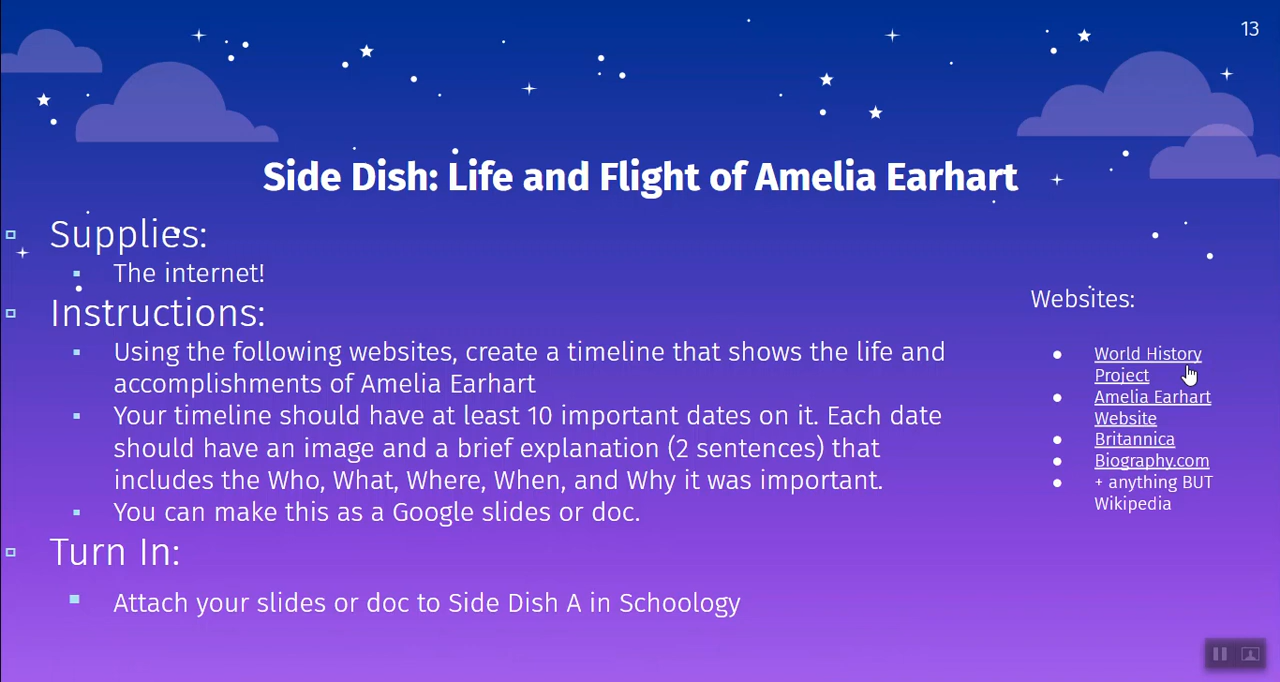 13
Side Dish: Life and Flight of Amelia Earhart
Supplies:
The internet!
Instructions:
Using the following websites, create a timeline that shows the life and
accomplishments of Amelia Earhart
Your timeline should have at least 10 important dates on it. Each date
should have an image and a brief explanation (2 sentences) that
includes the Who, What, Where, When, and Why it was important.
You can make this as a Google slides or doc.
Turn In:
Attach your slides or doc to Side Dish A in Schoology
Websites:
World History
Project
Amelia Earhart
Website
Britannica
Biography.com
+ anything BUT
Wikipedia